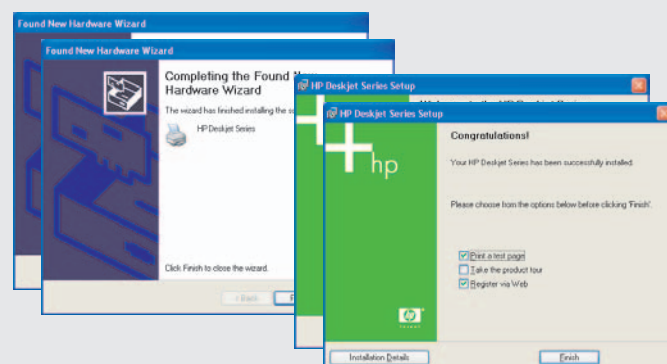 Found New Hardware Wizard
Found New Hardware Wizard
Completing the Found
Hardware Wizard
The wizard has finished installing the
HP Deskjet Series
Click Finish to close the wizard.
< Back
HP Deskjet Series Setup
HP Deskjet Series Setup
hp
Congratulations!
Your HP Deskjet Series has been successfully installed.
Please choose from the options below before clicking 'Finish'.
Print a test page
Take the product tour
Register via Web
hp
invent
Installation Details
Finish